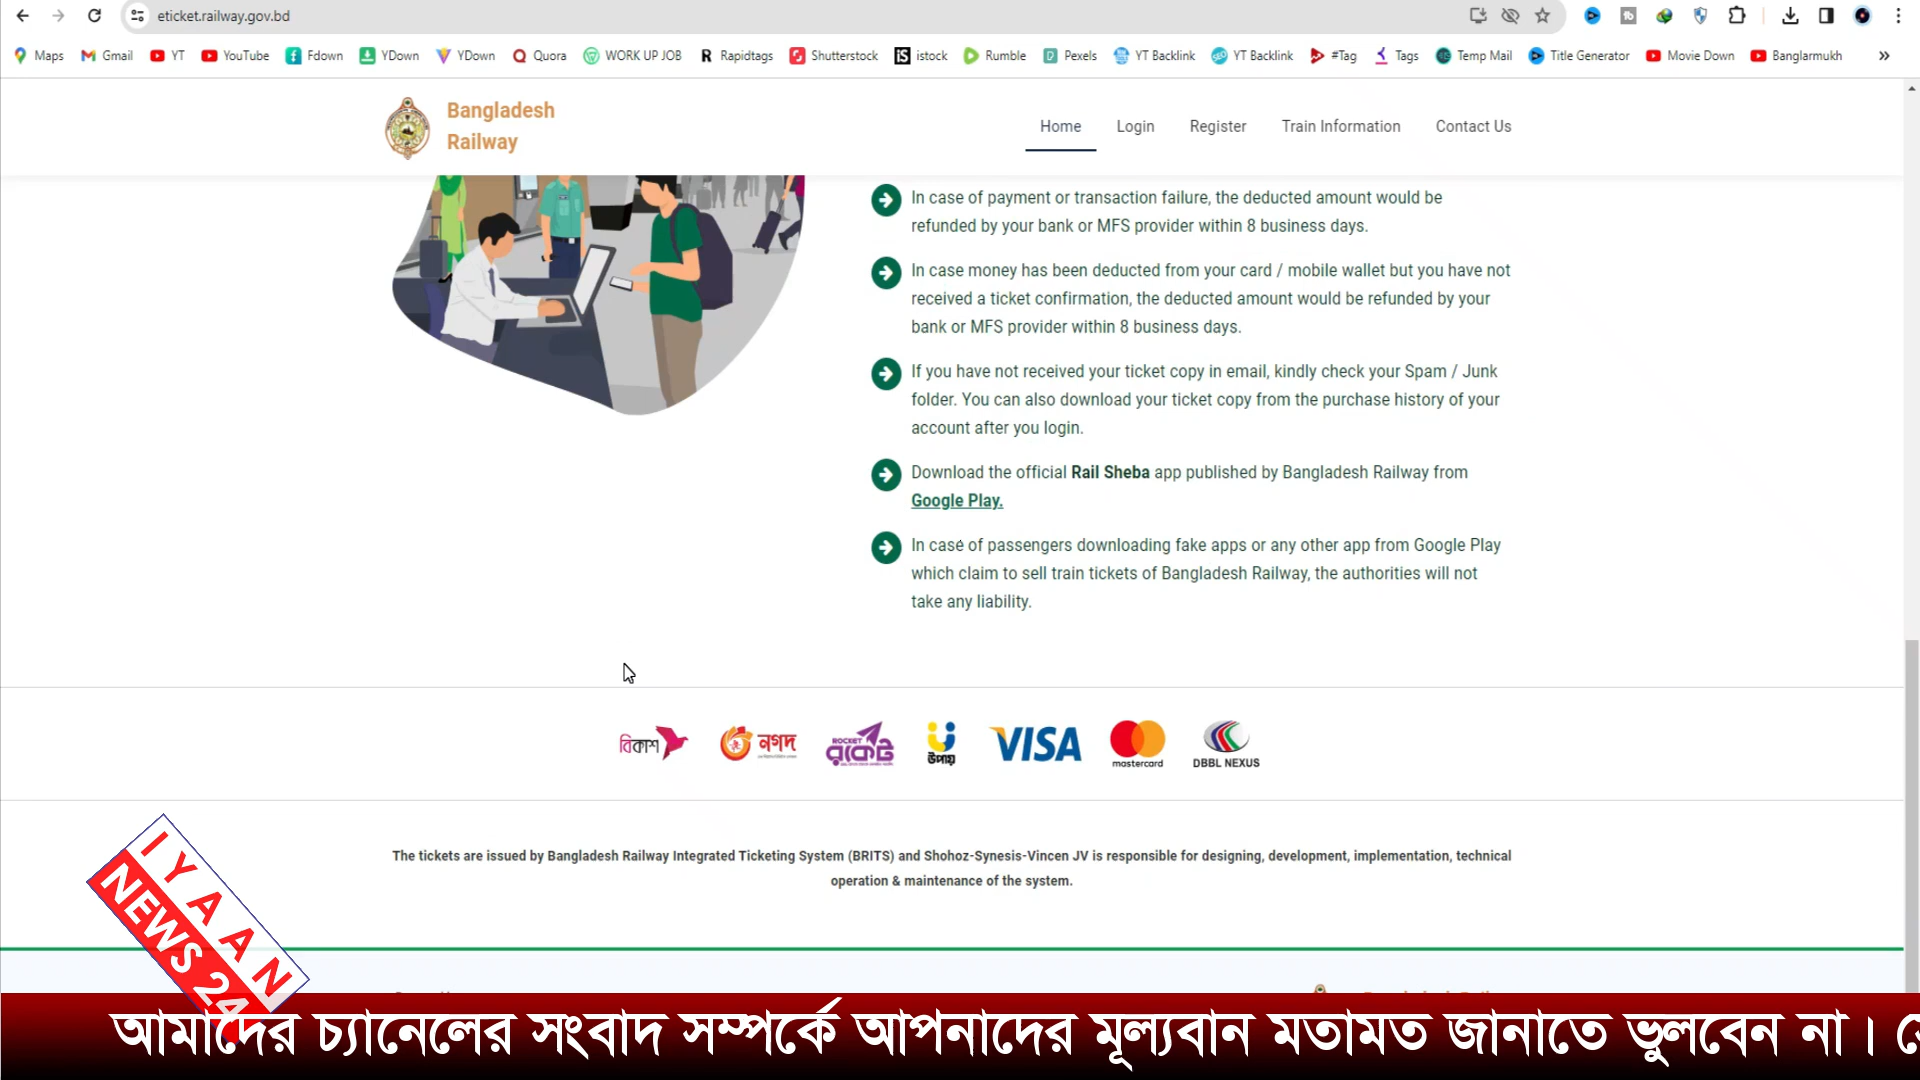 eticket.railway.gov.bd
Maps Gmail YT YouTube Fdown YDown YDown Quora WORK UP JOB Rapidtags Shutterstock istock Rumble Pexels YT Backlink YT Backlink #Tag Tags Temp Mail Title Generator Movie Down Banglarmukh
Bangladesh
Railway
Home Login Register Train Information Contact Us
In case of payment or transaction failure, the deducted amount would be
refunded by your bank or MFS provider within 8 business days.
In case money has been deducted from your card / mobile wallet but you have not
received a ticket confirmation, the deducted amount would be refunded by your
bank or MFS provider within 8 business days.
If you have not received your ticket copy in email, kindly check your Spam / Junk
folder. You can also download your ticket copy from the purchase history of your
account after you login.
Download the official Rail Sheba app published by Bangladesh Railway from
Google Play.
In case of passengers downloading fake apps or any other app from Google Play
which claim to sell train tickets of Bangladesh Railway, the authorities will not
take any liability.
বিকাশ নগদ ROCKET রকেট উপায় VISA mastercard DBBL NEXUS
The tickets are issued by Bangladesh Railway Integrated Ticketing System (BRITS) and Shohoz-Synesis-Vincen JV is responsible for designing, development, implementation, technical
operation & maintenance of the system.
IYAAN
NEWS 24
আমাদের চ্যানেলের সংবাদ সম্পর্কে আপনাদের মূল্যবান মতামত জানাতে ভুলবেন না।